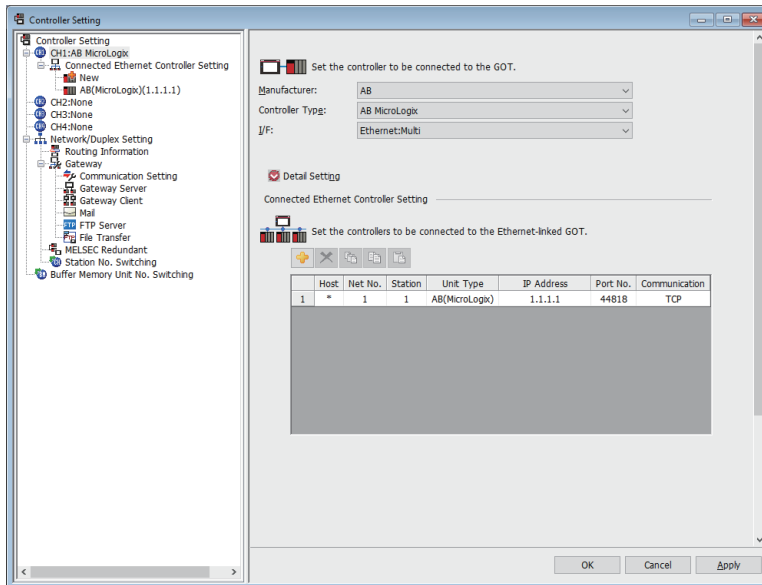 Controller Setting
Controller Setting
CH1:AB MicroLogix
Connected Ethernet Controller Setting
New
AB(MicroLogix)(1.1.1.1)
CH2:None
CH3:None
CH4:None
Network/Duplex Setting
Routing Information
Gateway
Communication Setting
Gateway Server
Gateway Client
Mail
FTP Server
File Transfer
MELSEC Redundant
Station No. Switching
Buffer Memory Unit No. Switching
Set the controller to be connected to the GOT.
Manufacturer: AB
Controller Type: AB MicroLogix
I/F: Ethernet:Multi
Detail Setting
Connected Ethernet Controller Setting
Set the controllers to be connected to the Ethernet-linked GOT.
Host Net No. Station Unit Type IP Address Port No. Communication
1 * 1 1 AB(MicroLogix) 1.1.1.1 44818 TCP
OK Cancel Apply